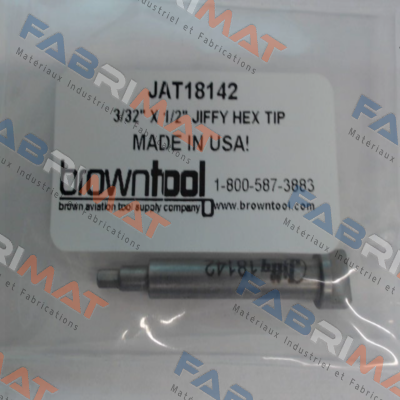 JAT18142
3/32" X 1/2" JIFFY HEX TIP
MADE IN USA!
browntool 1-800-587-3883
brown aviation tool supply company www.browntool.com
Jiffy 18142
FABRIMAT
Materiaux Industriel et Fabrications